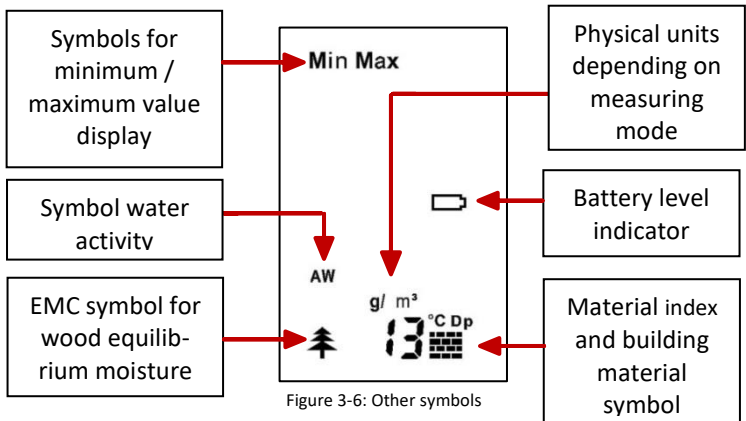 Symbols for
minimum /
maximum value
display
Symbol water
activity
EMC symbol for
wood equilib-
rium moisture
Min Max
AW
g/ m³
13 °C Dp
Figure 3-6: Other symbols
Physical units
depending on
measuring
mode
Battery level
indicator
Material index
and building
material
symbol